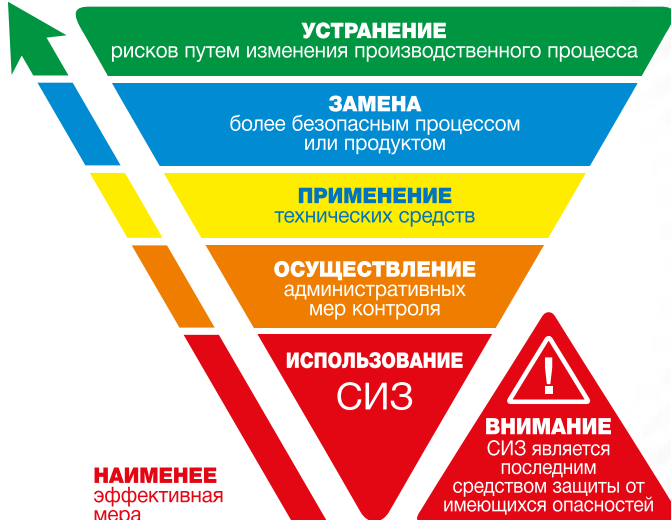 УСТРАНЕНИЕ
рисков путем изменения производственного процесса
ЗАМЕНА
более безопасным процессом
или продуктом
ПРИМЕНЕНИЕ
технических средств
ОСУЩЕСТВЛЕНИЕ
административных
мер контроля
ИСПОЛЬЗОВАНИЕ
СИЗ
!
ВНИМАНИЕ
СИЗ является
последним
средством защиты от
имеющихся опасностей
НАИМЕНЕЕ
эффективная
мера